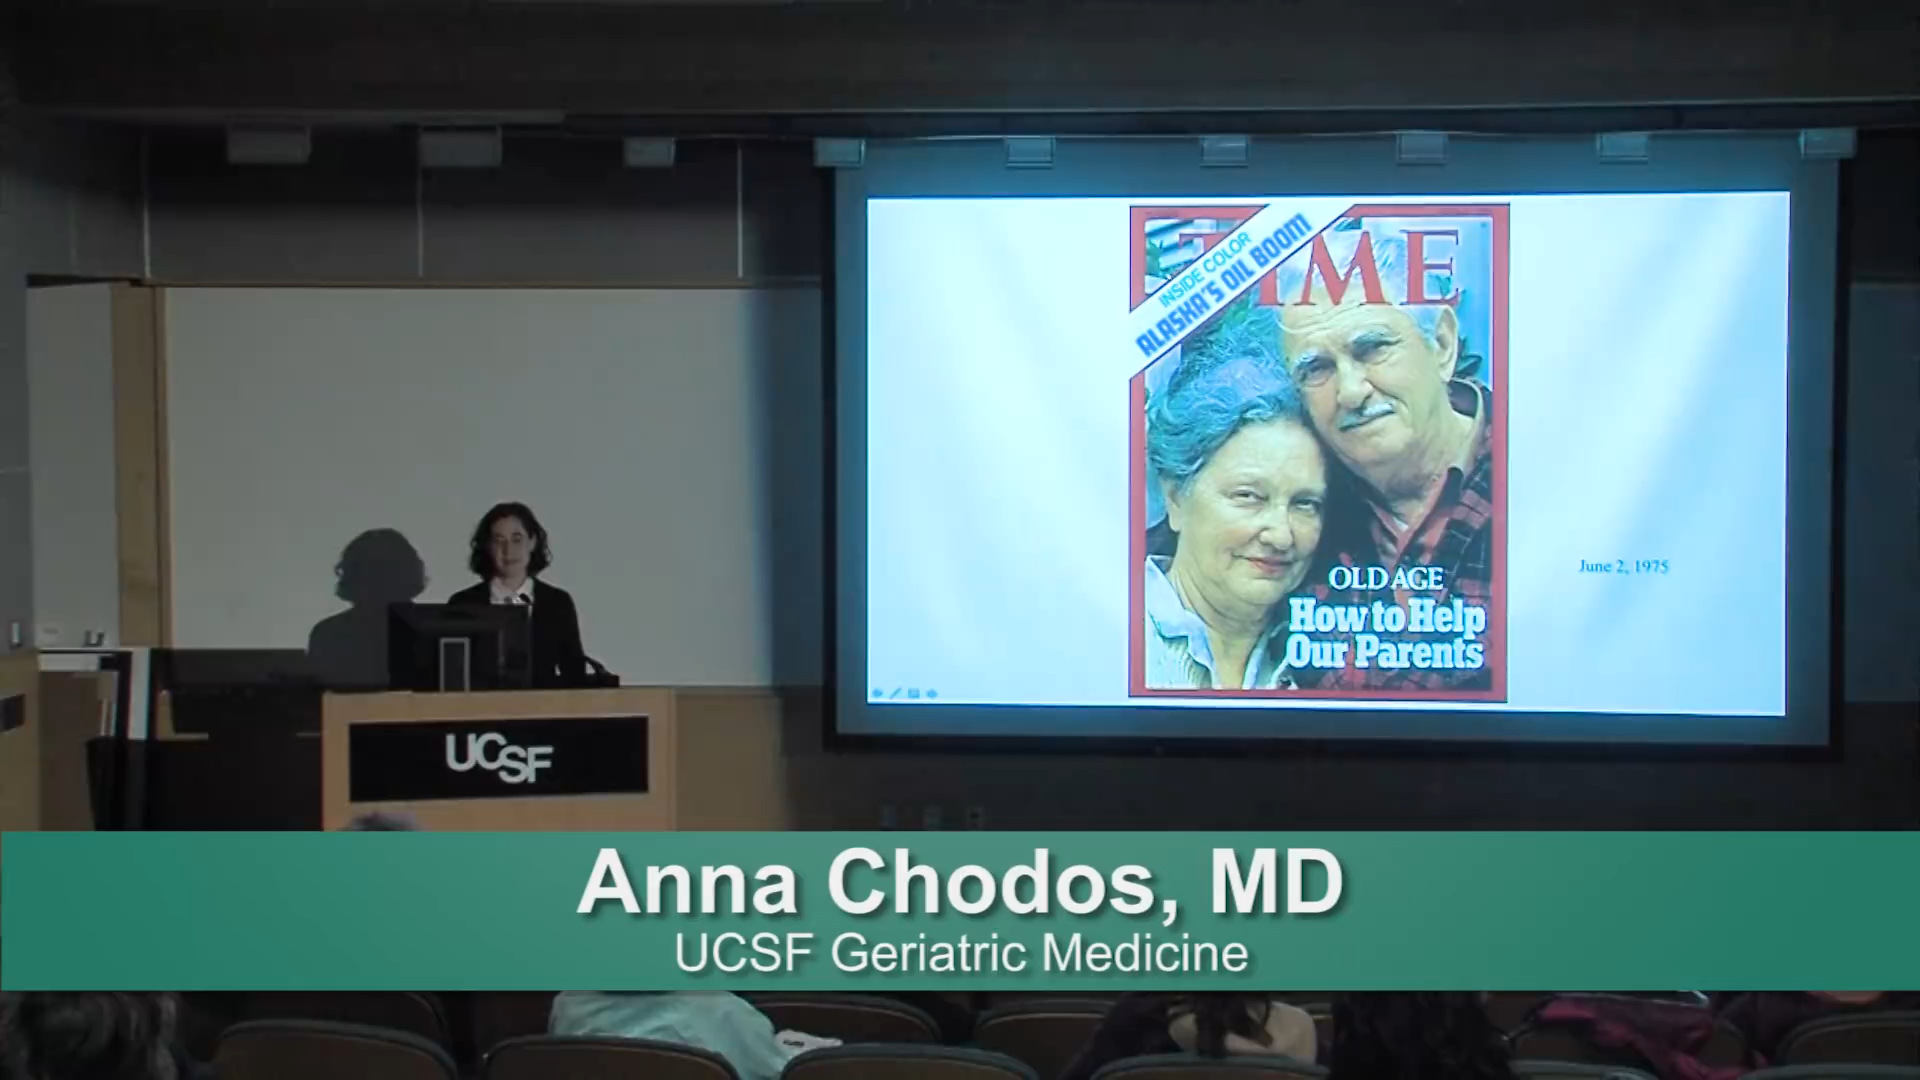 INSIDE COLOR
ALASKA'S OIL BOOM
TIME
OLD AGE
How to Help
Our Parents
June 2, 1975
UCSF
Anna Chodos, MD
UCSF Geriatric Medicine